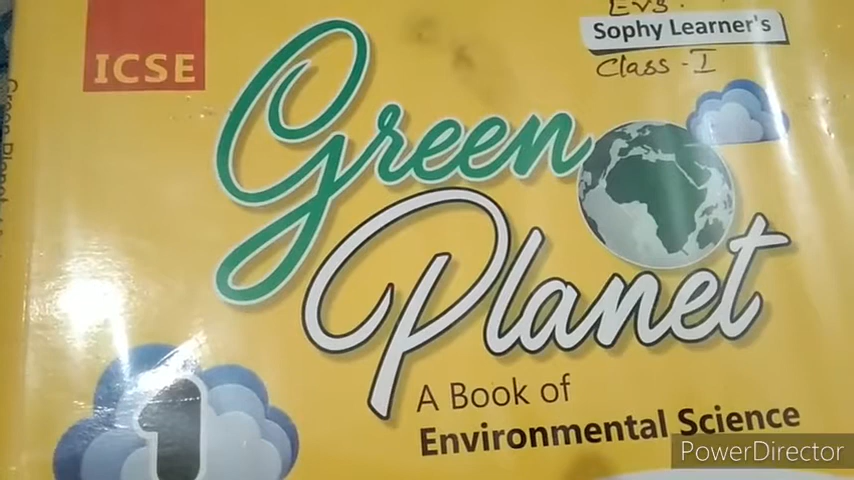 Evs.
Sophy Learner's
Class - I
ICSE
Green
Planet
A Book of
Environmental Science
1
PowerDirector